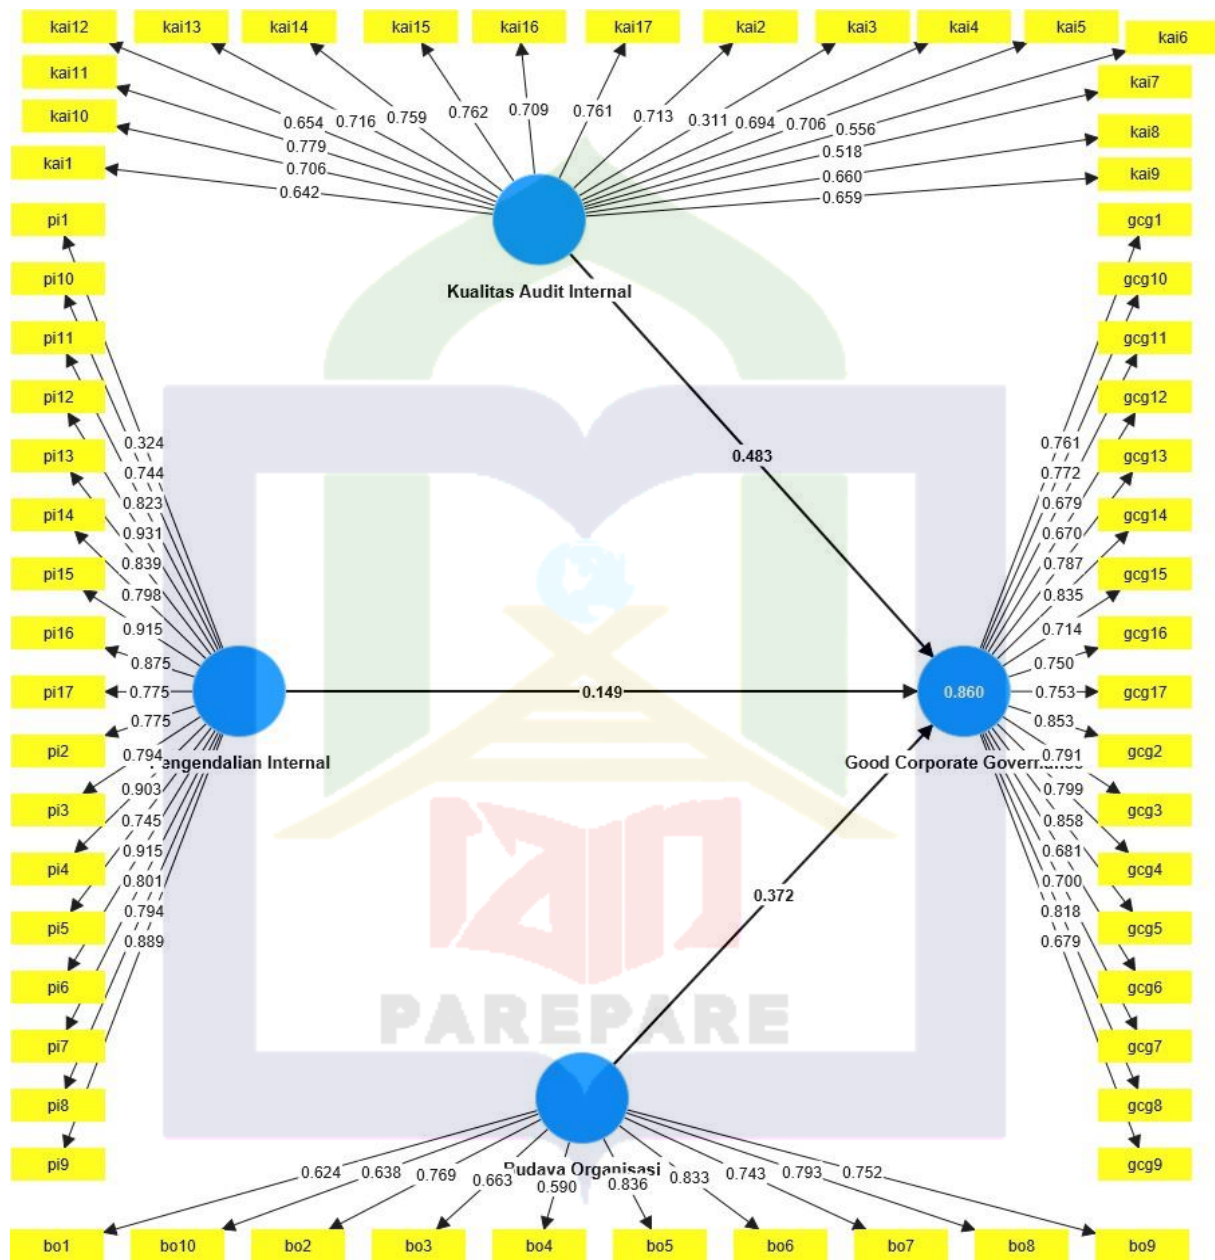 kai12 kai13 kai14 kai15 kai16 kai17 kai2 kai3 kai4 kai5 kai6
kai11 kai7
kai10 kai8
kai1 kai9
0.654 0.716 0.759 0.762 0.709 0.761 0.713 0.311 0.694 0.706 0.556
0.779 0.518
0.706 0.660
0.642 0.659
Kualitas Audit Internal
pi1
pi10
pi11
pi12
pi13
pi14
pi15
pi16
pi17
pi2
pi3
pi4
pi5
pi6
pi7
pi8
pi9
0.324
0.744
0.823
0.931
0.839
0.798
0.915
0.875
0.775
0.775
0.794
0.903
0.745
0.915
0.801
0.794
0.889
engendalian Internal
0.483
0.149
0.372
0.860
Good Corporate Governance
0.761
0.772
0.679
0.670
0.787
0.835
0.714
0.750
0.753
0.853
0.791
0.799
0.858
0.681
0.700
0.818
0.679
gcg1
gcg10
gcg11
gcg12
gcg13
gcg14
gcg15
gcg16
gcg17
gcg2
gcg3
gcg4
gcg5
gcg6
gcg7
gcg8
gcg9
PAREPARE
Budaya Organisasi
0.624 0.638 0.769 0.663 0.590 0.836 0.833 0.743 0.793 0.752
bo1 bo10 bo2 bo3 bo4 bo5 bo6 bo7 bo8 bo9